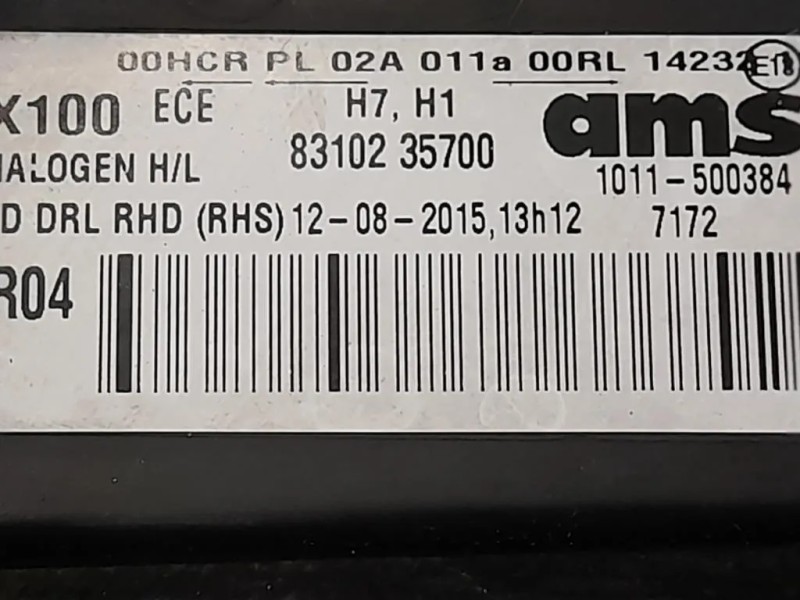 00HCR PL 02A 011a 00RL 14232 E18
X100 ECE H7, H1 ams
HALOGEN H/L 83102 35700 1011-500384
D DRL RHD (RHS) 12-08-2015,13h12 7172
R04